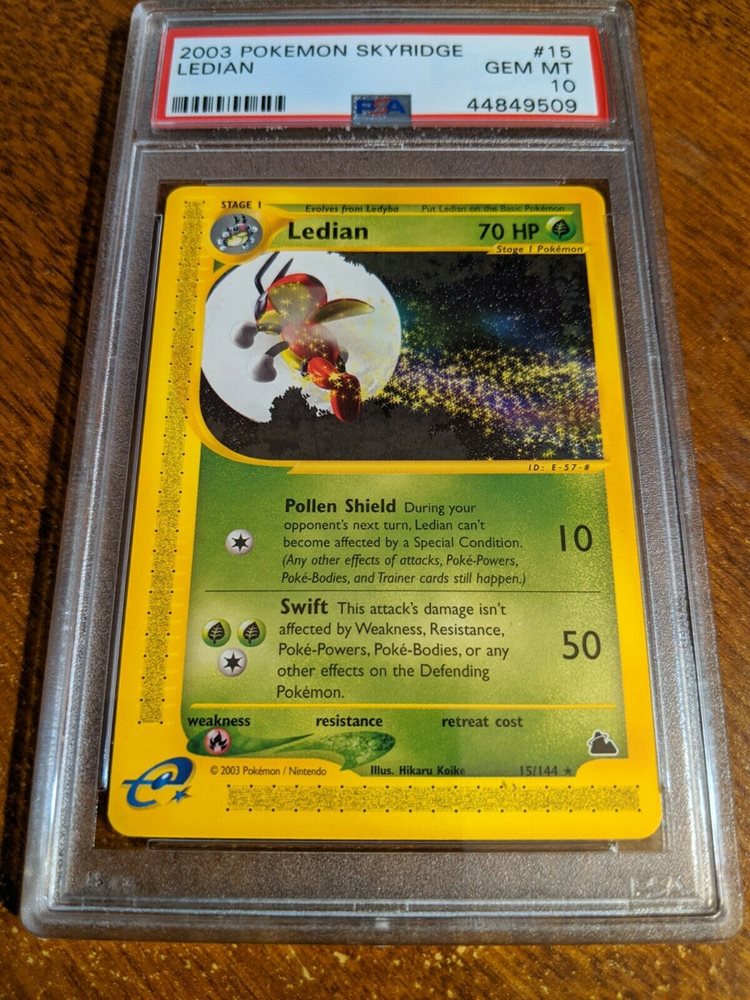 2003 POKEMON SKYRIDGE #15
LEDIAN GEM MT
10
PSA 44849509
STAGE 1 Evolves from Ledyba Put Ledian on the Basic Pokémon
Ledian 70 HP
Stage 1 Pokémon
ID: E-57-#
Pollen Shield During your
opponent's next turn, Ledian can't
become affected by a Special Condition. 10
(Any other effects of attacks, Poké-Powers,
Poké-Bodies, and Trainer cards still happen.)
Swift This attack's damage isn't
affected by Weakness, Resistance,
Poké-Powers, Poké-Bodies, or any 50
other effects on the Defending
Pokémon.
weakness resistance retreat cost
© 2003 Pokémon / Nintendo Illus. Hikaru Koike 15/144 ★
e